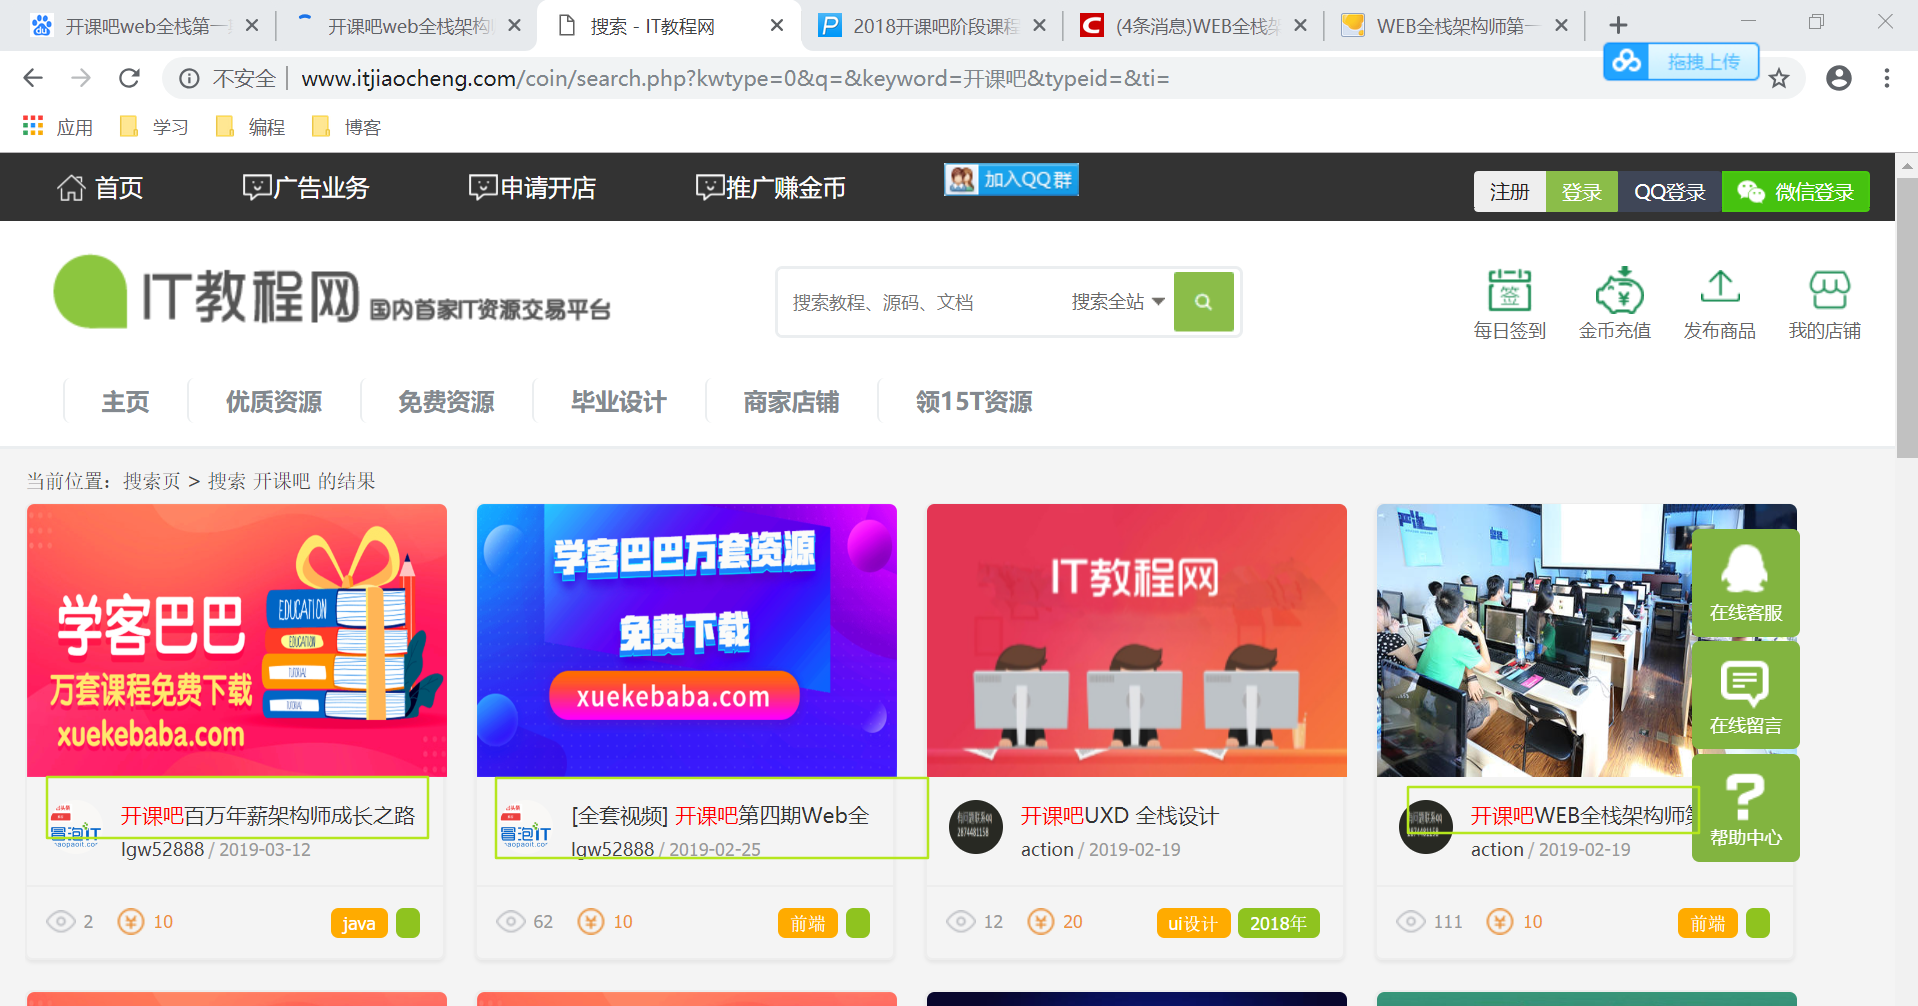 开课吧web全栈第一
开课吧web全栈架构
搜索 - IT教程网
2018开课吧阶段课程
(4条消息)WEB全栈
WEB全栈架构师第一
不安全 www.itjiaocheng.com/coin/search.php?kwtype=0&q=&keyword=开课吧&typeid=&ti=
拖拽上传
应用 学习 编程 博客
首页 广告业务 申请开店 推广赚金币 加入QQ群 注册 登录 QQ登录 微信登录
IT教程网 国内首家IT资源交易平台
搜索教程、源码、文档 搜索全站
每日签到 金币充值 发布商品 我的店铺
主页 优质资源 免费资源 毕业设计 商家店铺 领15T资源
当前位置：搜索页 > 搜索 开课吧 的结果
学客巴巴
万套课程免费下载
xuekebaba.com
EDUCATION
EDUCATION
TUTORIAL
TUTORIAL
学客巴巴万套资源
免费下载
xuekebaba.com
IT教程网
在线客服
在线留言
帮助中心
冒泡IT
开课吧百万年薪架构师成长之路
lgw52888 / 2019-03-12
2 10 java
冒泡IT
[全套视频] 开课吧第四期Web全
lgw52888 / 2019-02-25
62 10 前端
2874481158
开课吧UXD 全栈设计
action / 2019-02-19
12 20 ui设计 2018年
2874481158
开课吧WEB全栈架构师第
action / 2019-02-19
111 10 前端